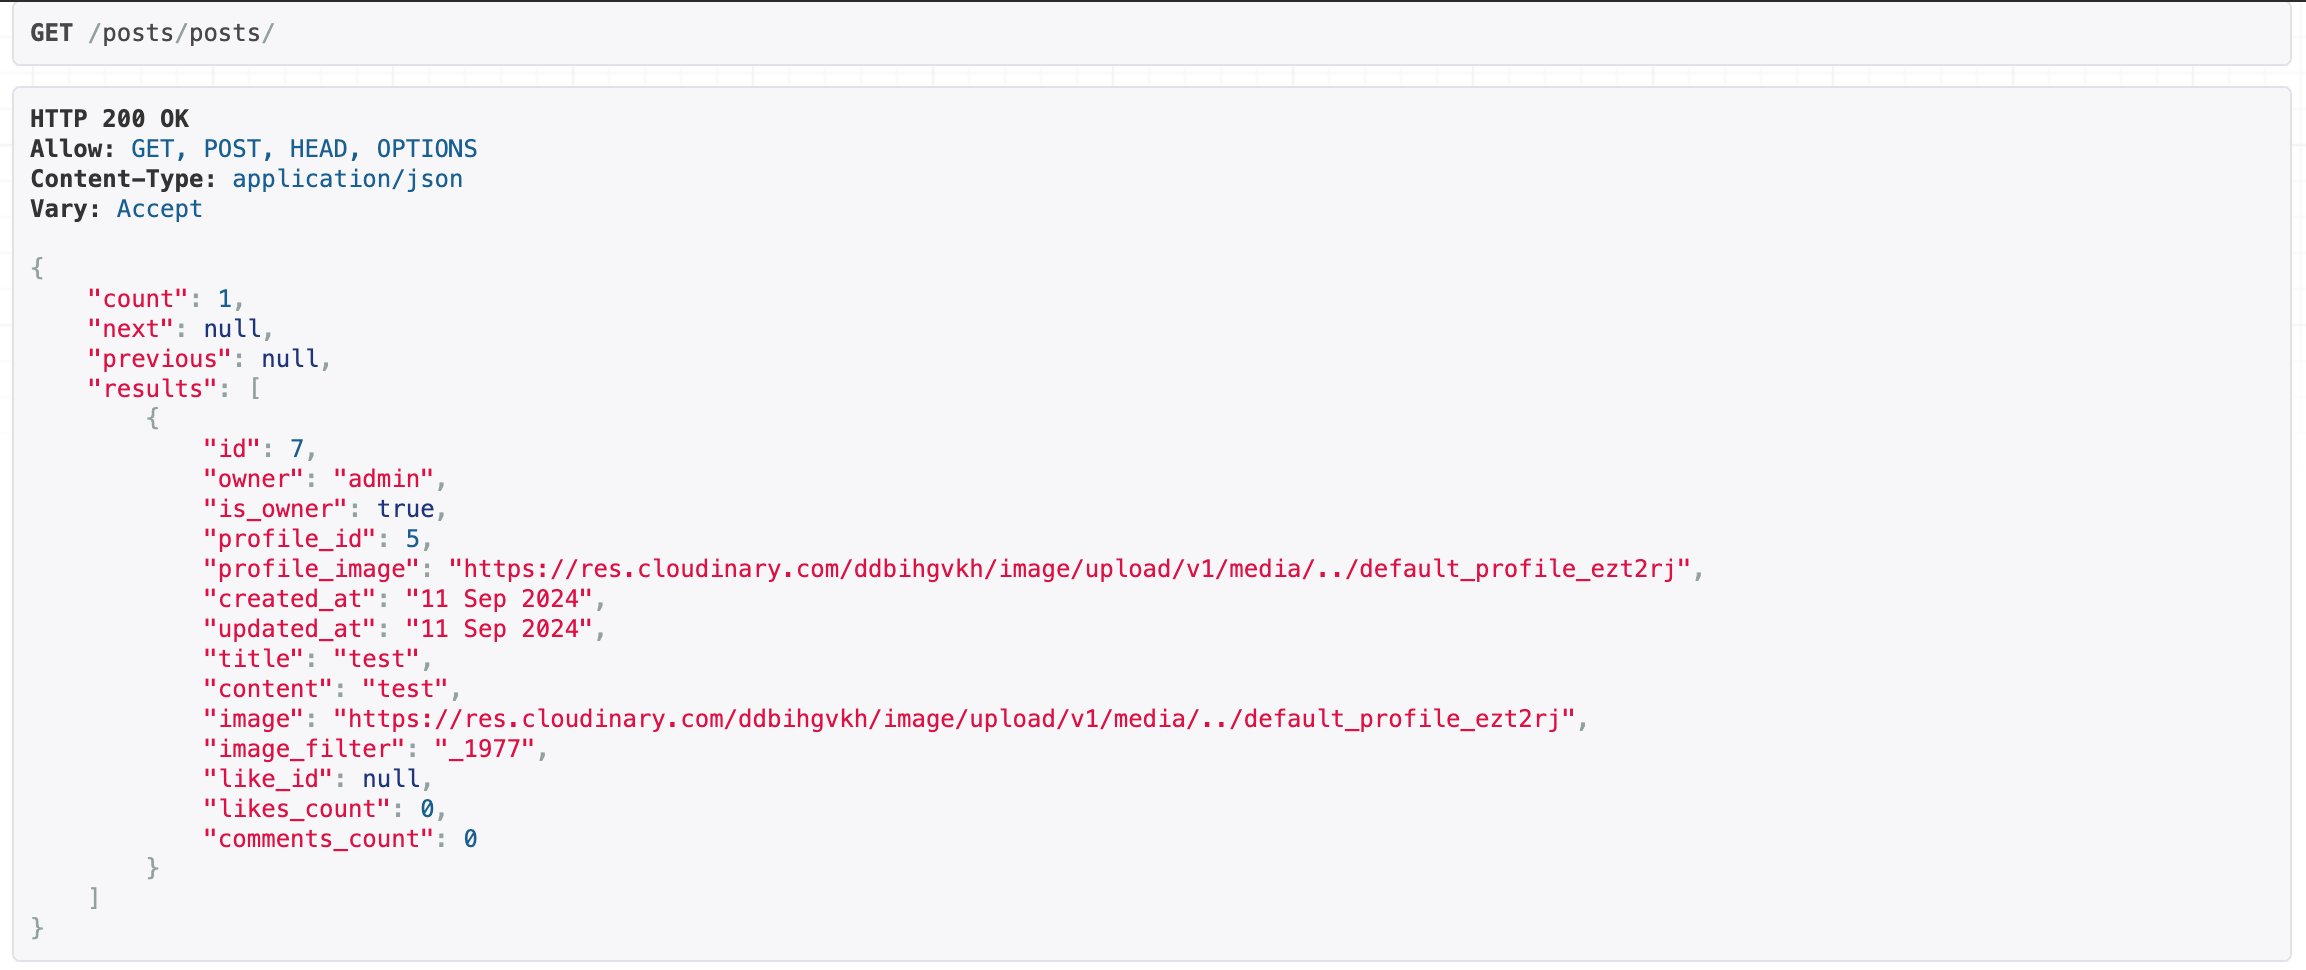 GET /posts/posts/
HTTP 200 OK
Allow: GET, POST, HEAD, OPTIONS
Content-Type: application/json
Vary: Accept
{
    "count": 1,
    "next": null,
    "previous": null,
    "results": [
        {
            "id": 7,
            "owner": "admin",
            "is_owner": true,
            "profile_id": 5,
            "profile_image": "https://res.cloudinary.com/ddbihgvkh/image/upload/v1/media/../default_profile_ezt2rj",
            "created_at": "11 Sep 2024",
            "updated_at": "11 Sep 2024",
            "title": "test",
            "content": "test",
            "image": "https://res.cloudinary.com/ddbihgvkh/image/upload/v1/media/../default_profile_ezt2rj",
            "image_filter": "_1977",
            "like_id": null,
            "likes_count": 0,
            "comments_count": 0
        }
    ]
}